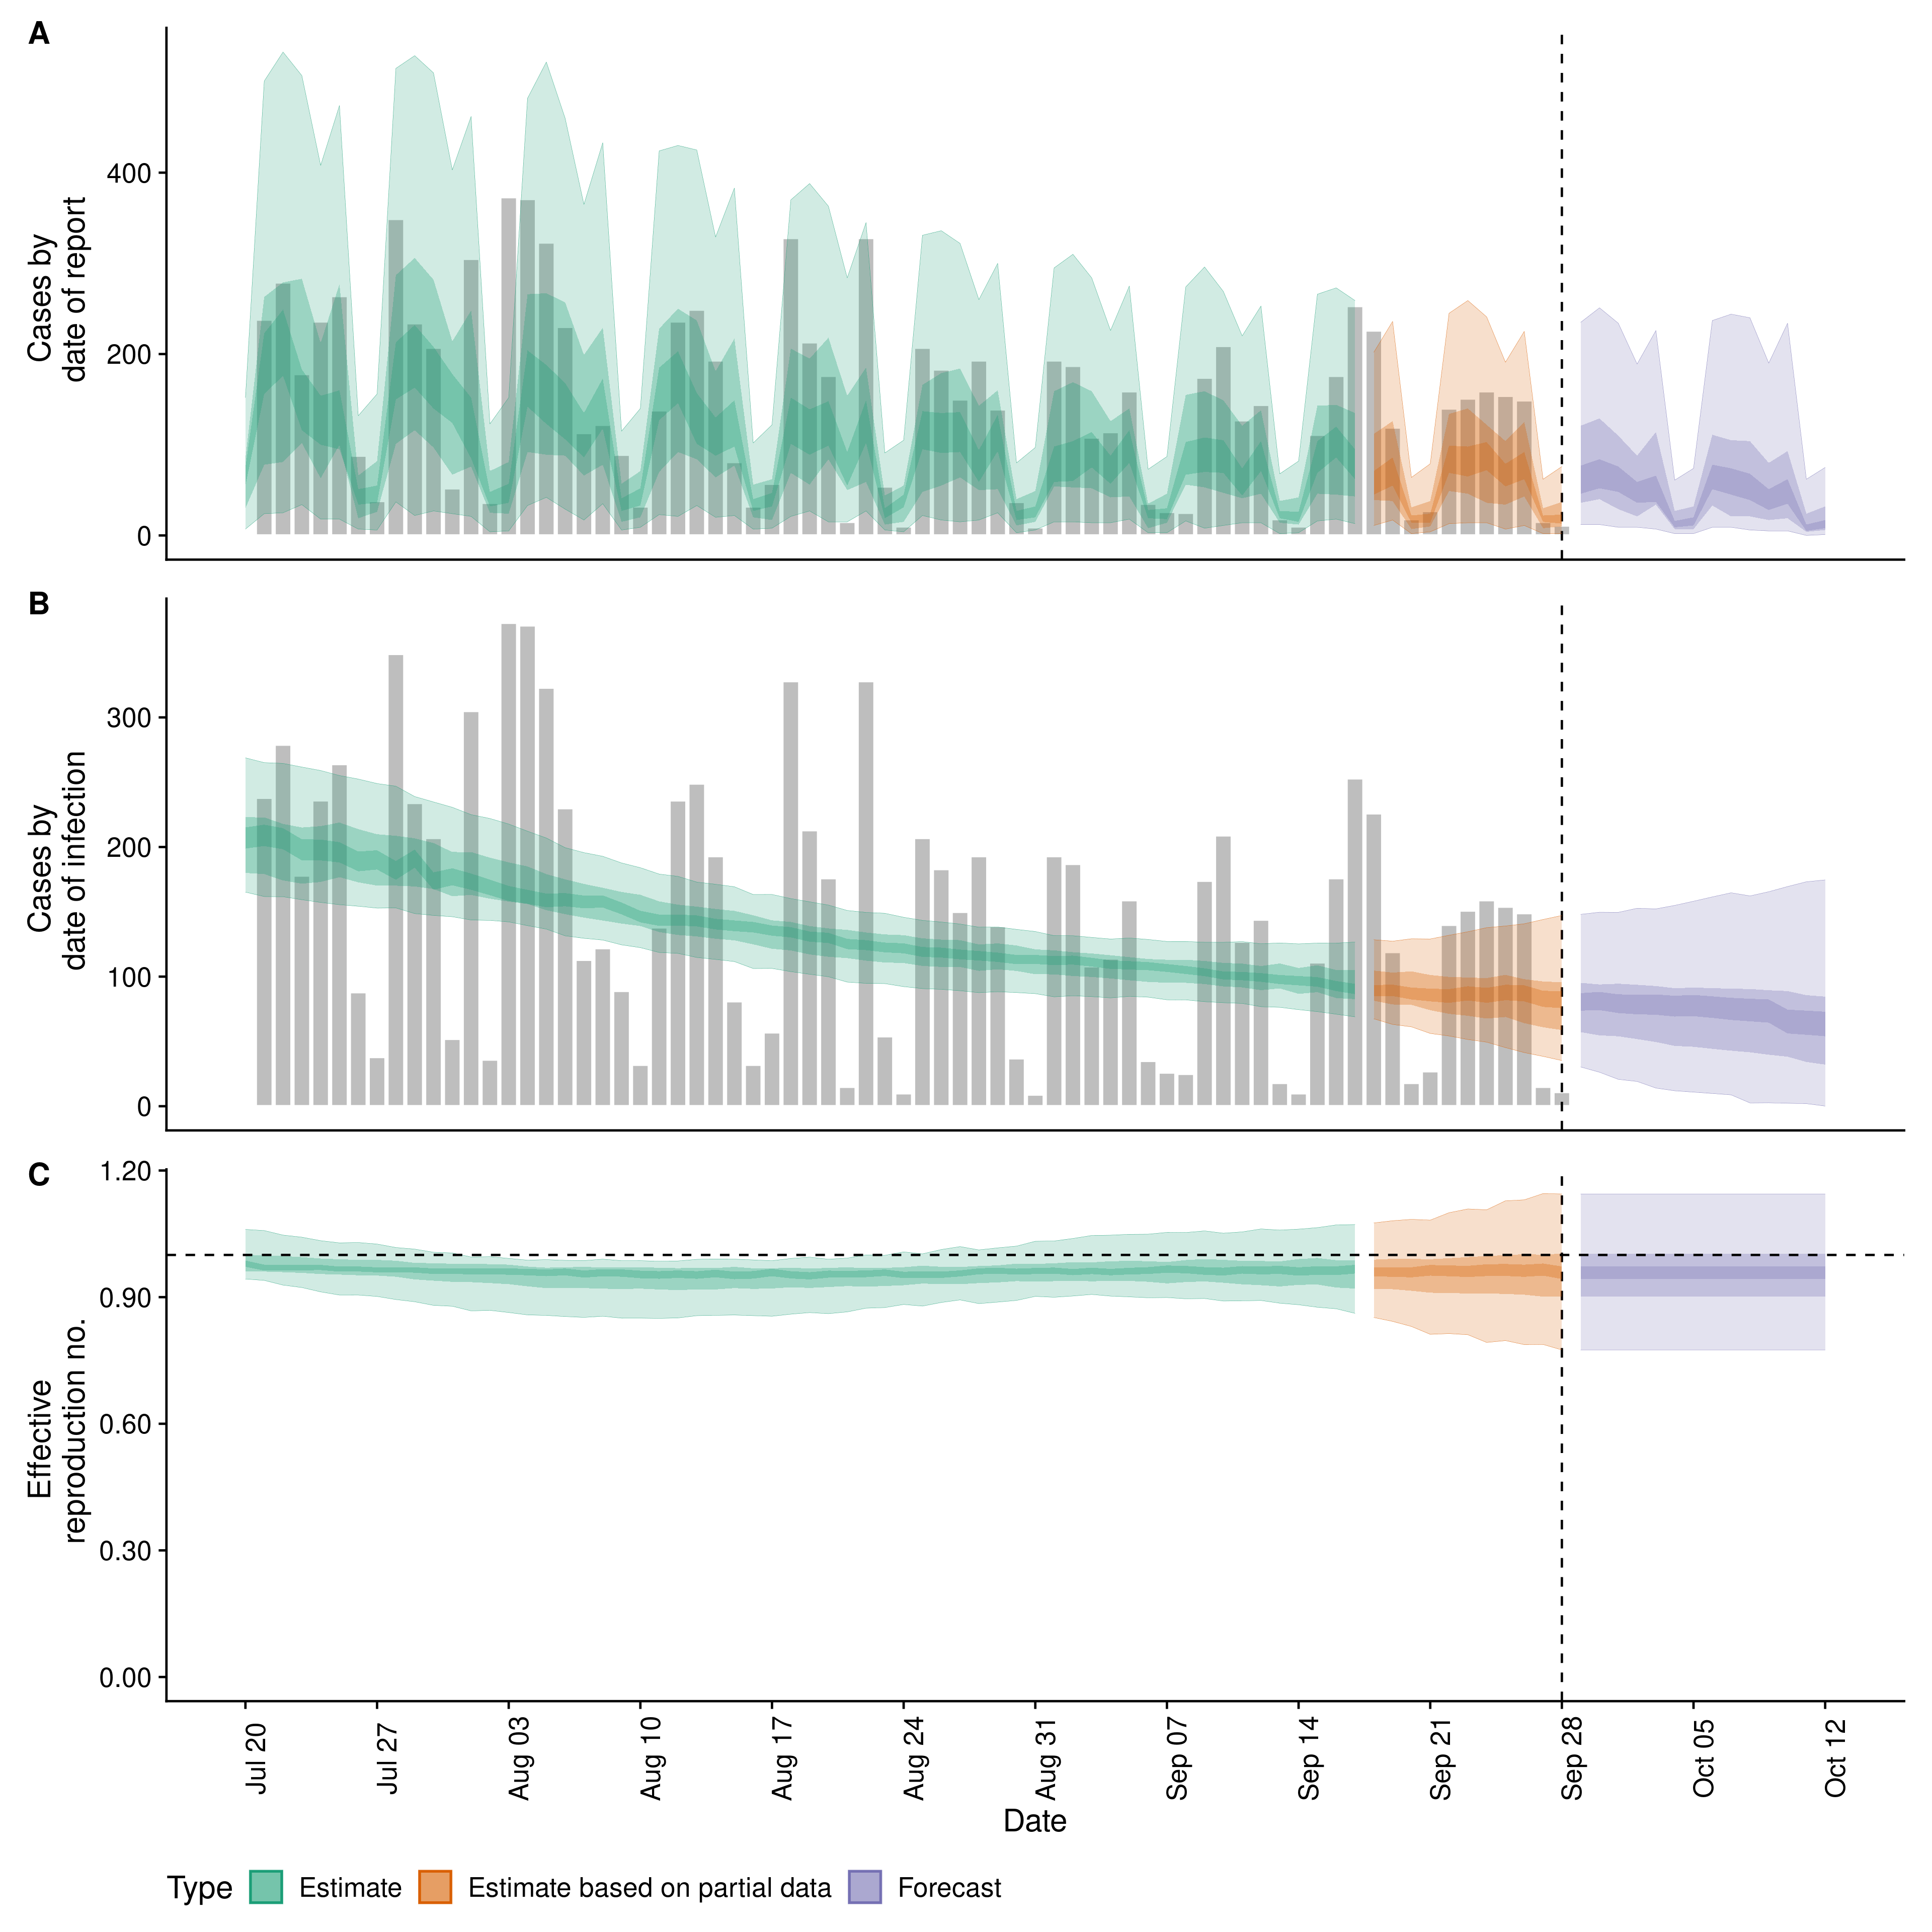 A
Cases by
date of report
400
200
0
B
Cases by
date of infection
300
200
100
0
C
Effective
reproduction no.
1.20
0.90
0.60
0.30
0.00
Jul 20
Jul 27
Aug 03
Aug 10
Aug 17
Aug 24
Aug 31
Sep 07
Sep 14
Sep 21
Sep 28
Oct 05
Oct 12
Date
Type Estimate Estimate based on partial data Forecast